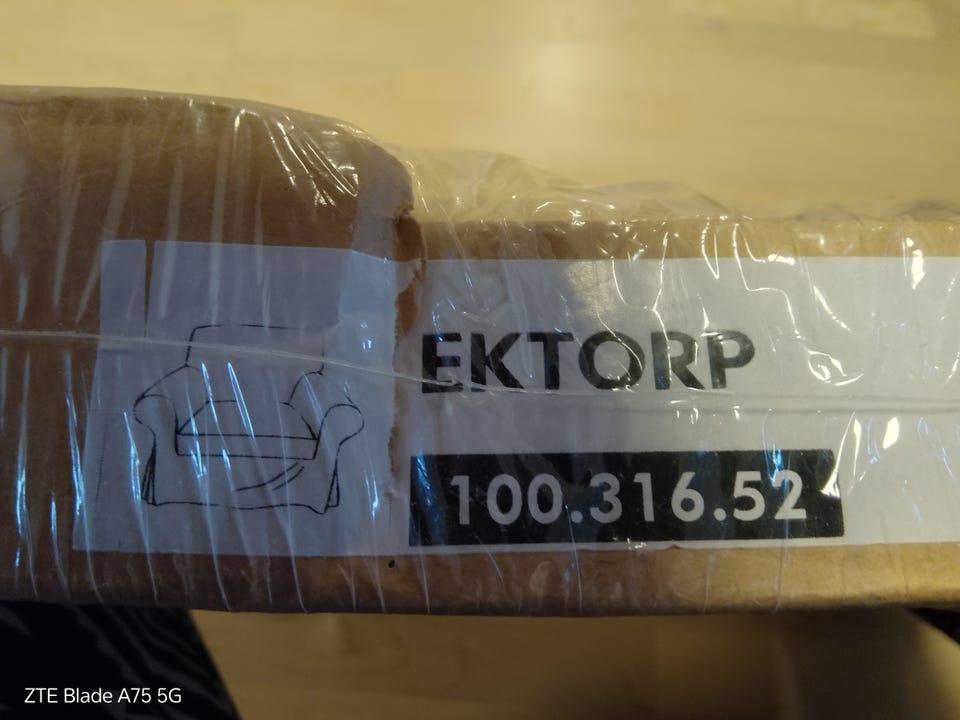 EKTORP
100.316.52
ZTE Blade A75 5G